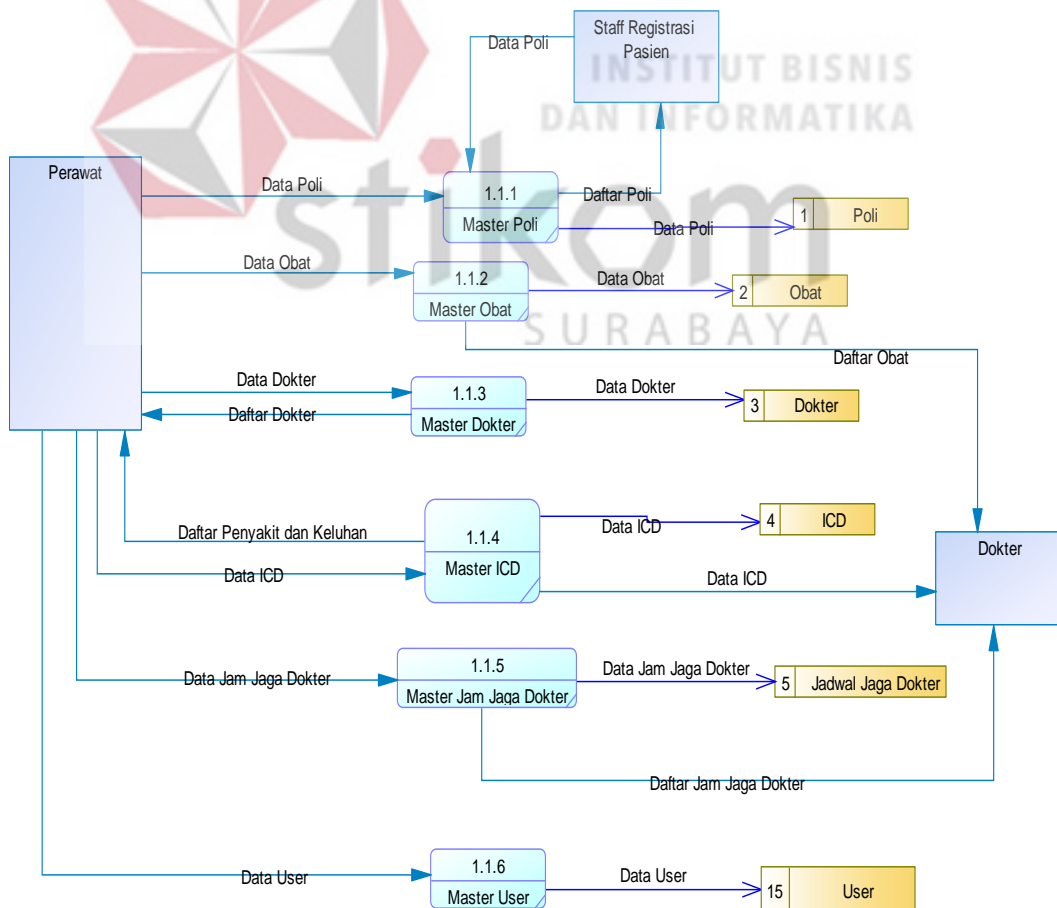 Staff Registrasi
Pasien
Data Poli
INSTITUT BISNIS
DAN INFORMATIKA
stikom
SURABAYA
Perawat
Data Poli
1.1.1
Master Poli
Daftar Poli
Data Poli
1 Poli
Data Obat
1.1.2
Master Obat
Data Obat
2 Obat
Daftar Obat
Data Dokter
Daftar Dokter
1.1.3
Master Dokter
Data Dokter
3 Dokter
Daftar Penyakit dan Keluhan
Data ICD
1.1.4
Master ICD
Data ICD
4 ICD
Data ICD
Dokter
Data Jam Jaga Dokter
1.1.5
Master Jam Jaga Dokter
Data Jam Jaga Dokter
5 Jadwal Jaga Dokter
Daftar Jam Jaga Dokter
Data User
1.1.6
Master User
Data User
15 User